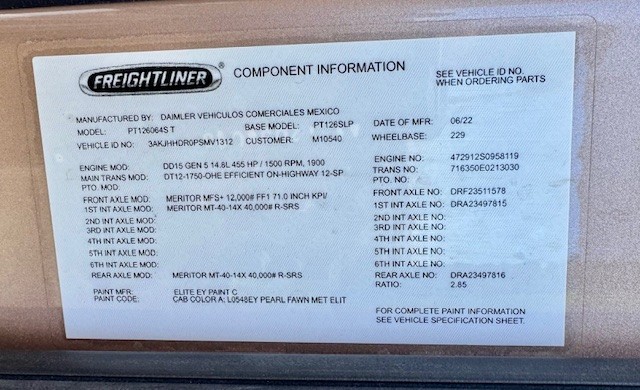 FREIGHTLINER ® COMPONENT INFORMATION SEE VEHICLE ID NO.
WHEN ORDERING PARTS
MANUFACTURED BY: DAIMLER VEHICULOS COMERCIALES MEXICO DATE OF MFR: 06/22
MODEL: PT126064S T BASE MODEL: PT126SLP WHEELBASE: 229
VEHICLE ID NO: 3AKJHHDR0PSMV1312 CUSTOMER: M10540
ENGINE MOD: DD15 GEN 5 14.8L 455 HP / 1500 RPM, 1900 ENGINE NO: 472912S0958119
MAIN TRANS MOD: DT12-1750-OHE EFFICIENT ON-HIGHWAY 12-SP TRANS NO: 716350E0213030
PTO. MOD: PTO. NO:
FRONT AXLE MOD: MERITOR MFS+ 12,000# FF1 71.0 INCH KPI/ FRONT AXLE NO: DRF23511578
1ST INT AXLE MOD: MERITOR MT-40-14X 40,000# R-SRS 1ST INT AXLE NO: DRA23497815
2ND INT AXLE MOD: 2ND INT AXLE NO:
3RD INT AXLE MOD: 3RD INT AXLE NO:
4TH INT AXLE MOD: 4TH INT AXLE NO:
5TH INT AXLE MOD: 5TH INT AXLE NO:
6TH INT AXLE MOD: 6TH INT AXLE NO:
REAR AXLE MOD: MERITOR MT-40-14X 40,000# R-SRS REAR AXLE NO: DRA23497816
RATIO: 2.85
PAINT MFR: ELITE EY PAINT C
PAINT CODE: CAB COLOR A: L0548EY PEARL FAWN MET ELIT
FOR COMPLETE PAINT INFORMATION
SEE VEHICLE SPECIFICATION SHEET.